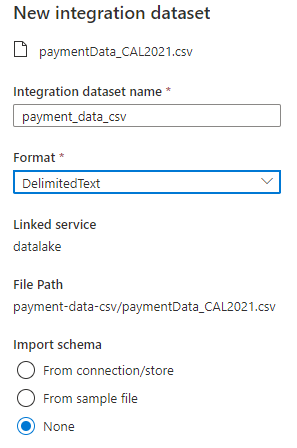 New integration dataset
paymentData_CAL2021.csv
Integration dataset name *
payment_data_csv
Format *
DelimitedText
Linked service
datalake
File Path
payment-data-csv/paymentData_CAL2021.csv
Import schema
From connection/store
From sample file
None